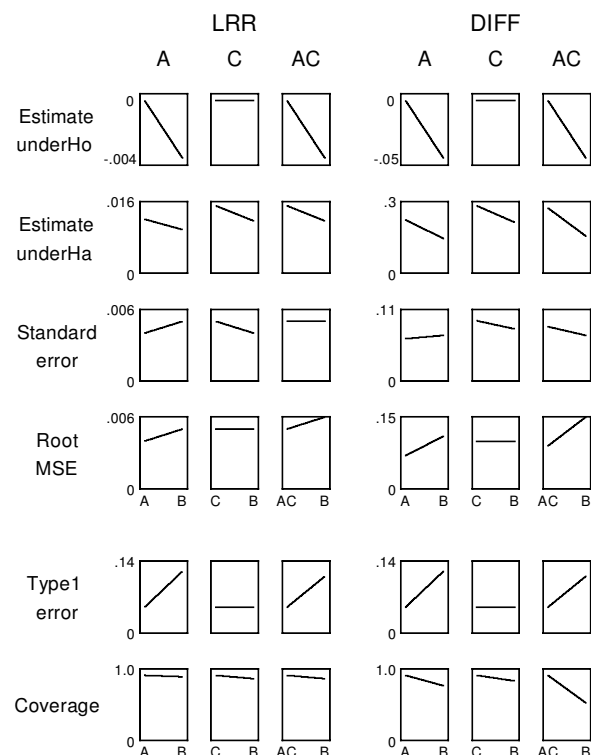 LRR DIFF
A C AC A C AC
Estimate
underHo
0
-.004
0
-.05
Estimate
underHa
.016
0
.3
0
Standard
error
.006
0
.11
0
Root
MSE
.006
0
.15
0
A B C B AC B A B C B AC B
Type1
error
.14
0
.14
0
Coverage
1.0
0
1.0
0
A B C B AC B A B C B AC B